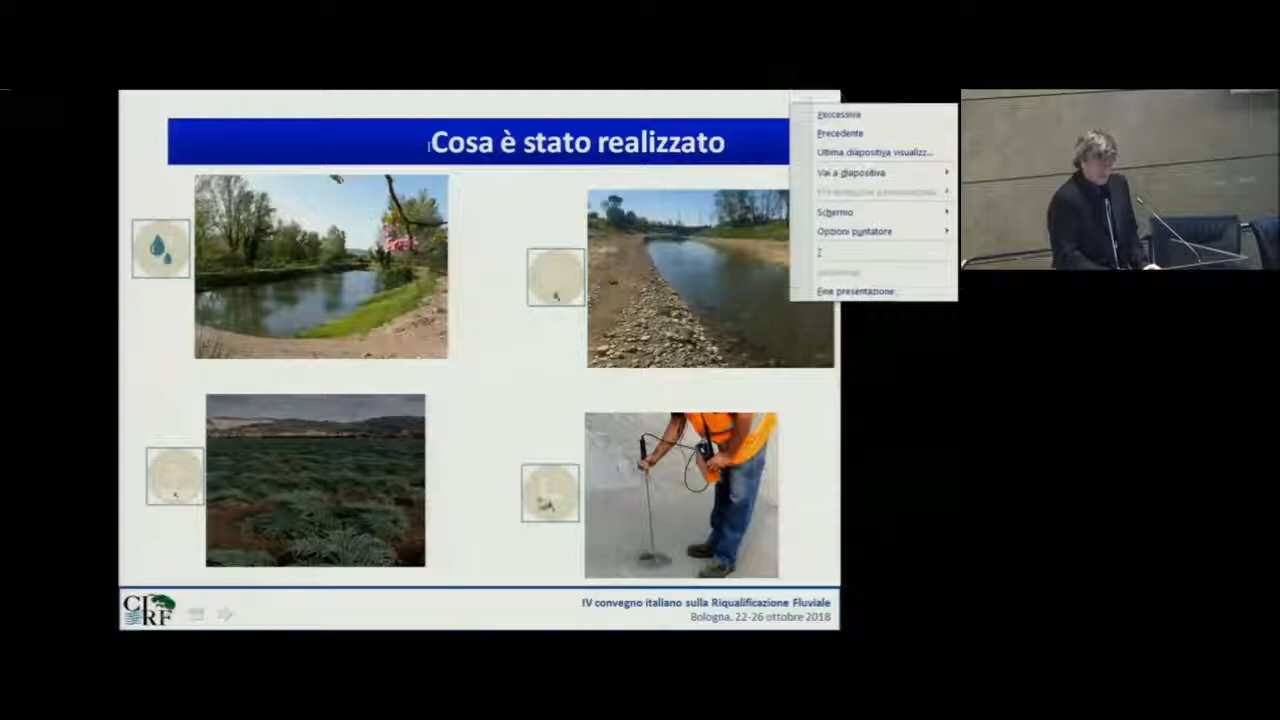 Cosa è stato realizzato
Precedente
Ultima diapositiva visualizz...
Vai a diapositiva
Schermo
Opzioni puntatore
Fine presentazione
CIRF
IV convegno italiano sulla Riqualificazione Fluviale
Bologna, 22-26 ottobre 2018